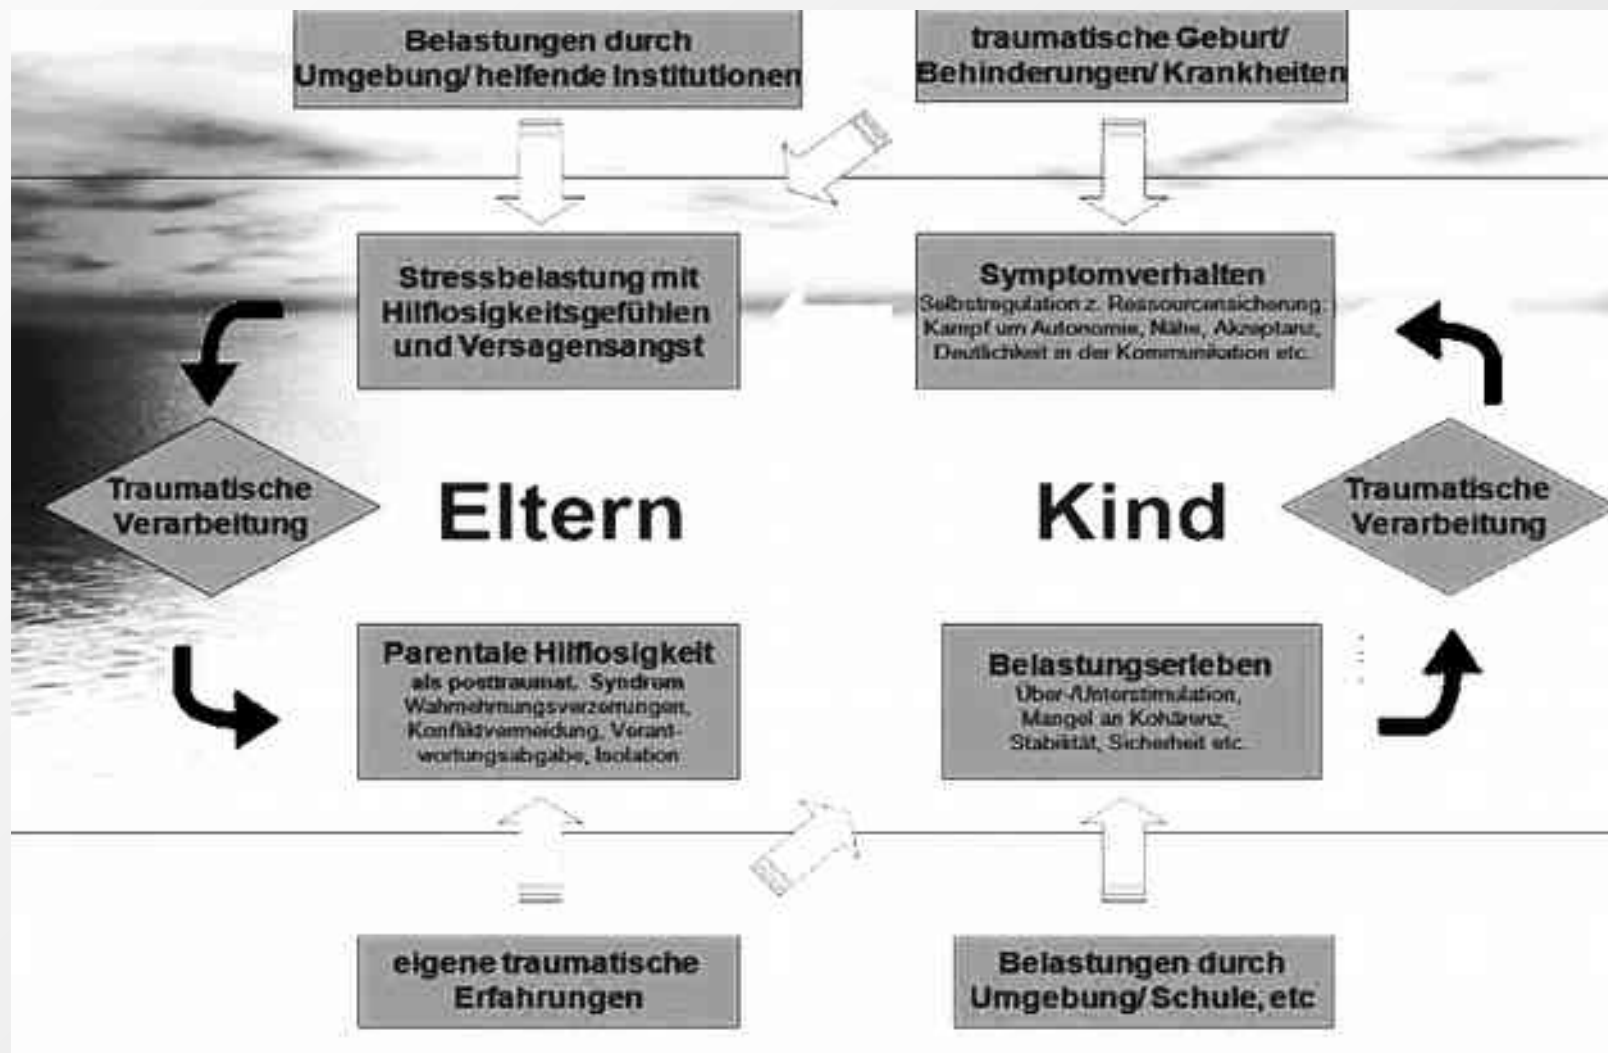 Belastungen durch
Umgebung/helfende Institutionen
traumatische Geburt/
Behinderungen/Krankheiten
Stressbelastung mit
Hilflosigkeitsgefühlen
und Versagensangst
Symptomverhalten
Selbstregulation z. Ressourcensicherung:
Kampf um Autonomie, Nähe, Akzeptanz,
Deutlichkeit in der Kommunikation etc.
Traumatische
Verarbeitung
Eltern
Kind
Traumatische
Verarbeitung
Parentale Hilflosigkeit
als posttraumat. Syndrom
Wahrnehmungsverzerrungen,
Konfliktvermeidung, Verant-
wortungsabgabe, Isolation
Belastungserleben
Über-/Unterstimulation,
Mangel an Kohärenz,
Stabilität, Sicherheit etc.
eigene traumatische
Erfahrungen
Belastungen durch
Umgebung/Schule, etc